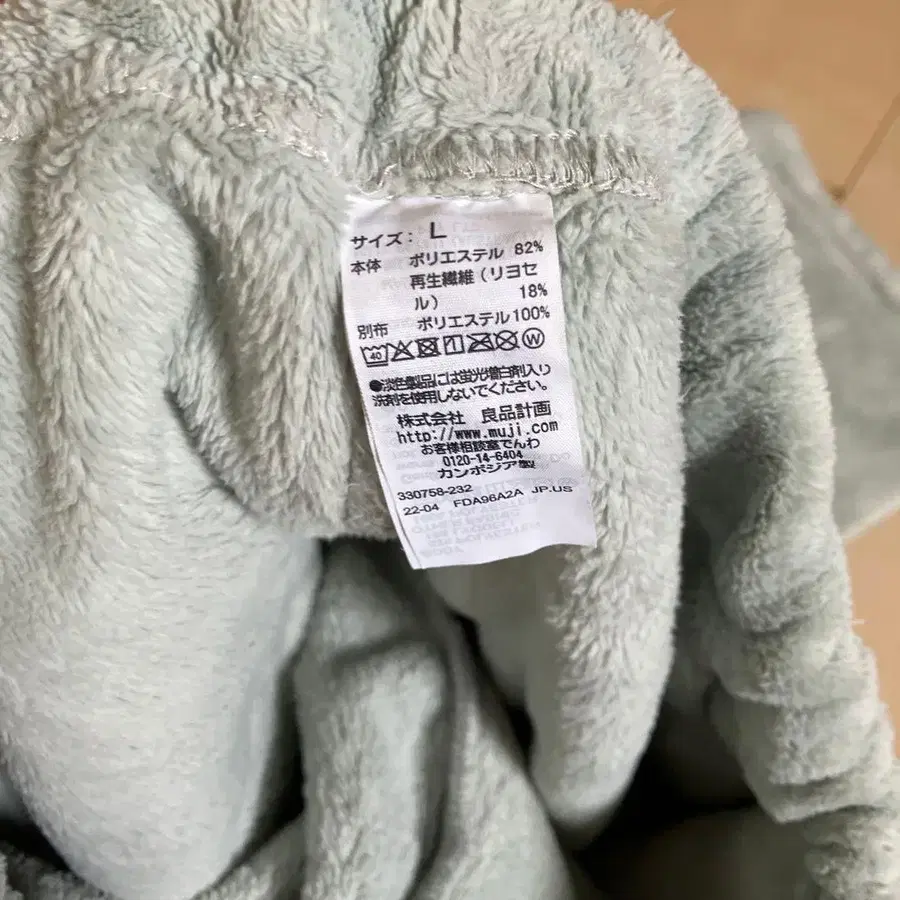 サイズ: L
本体 ポリエステル 82%
再生繊維 (リヨセ
ル) 18%
別布 ポリエステル100%
40 W
●淡色製品には蛍光増白剤入り
洗剤を使用しないでください。
株式会社 良品計画
http://www.muji.com
お客様相談室でんわ
0120-14-6404
カンボジア製
330758-232
22-04 FDA96A2A JP.US